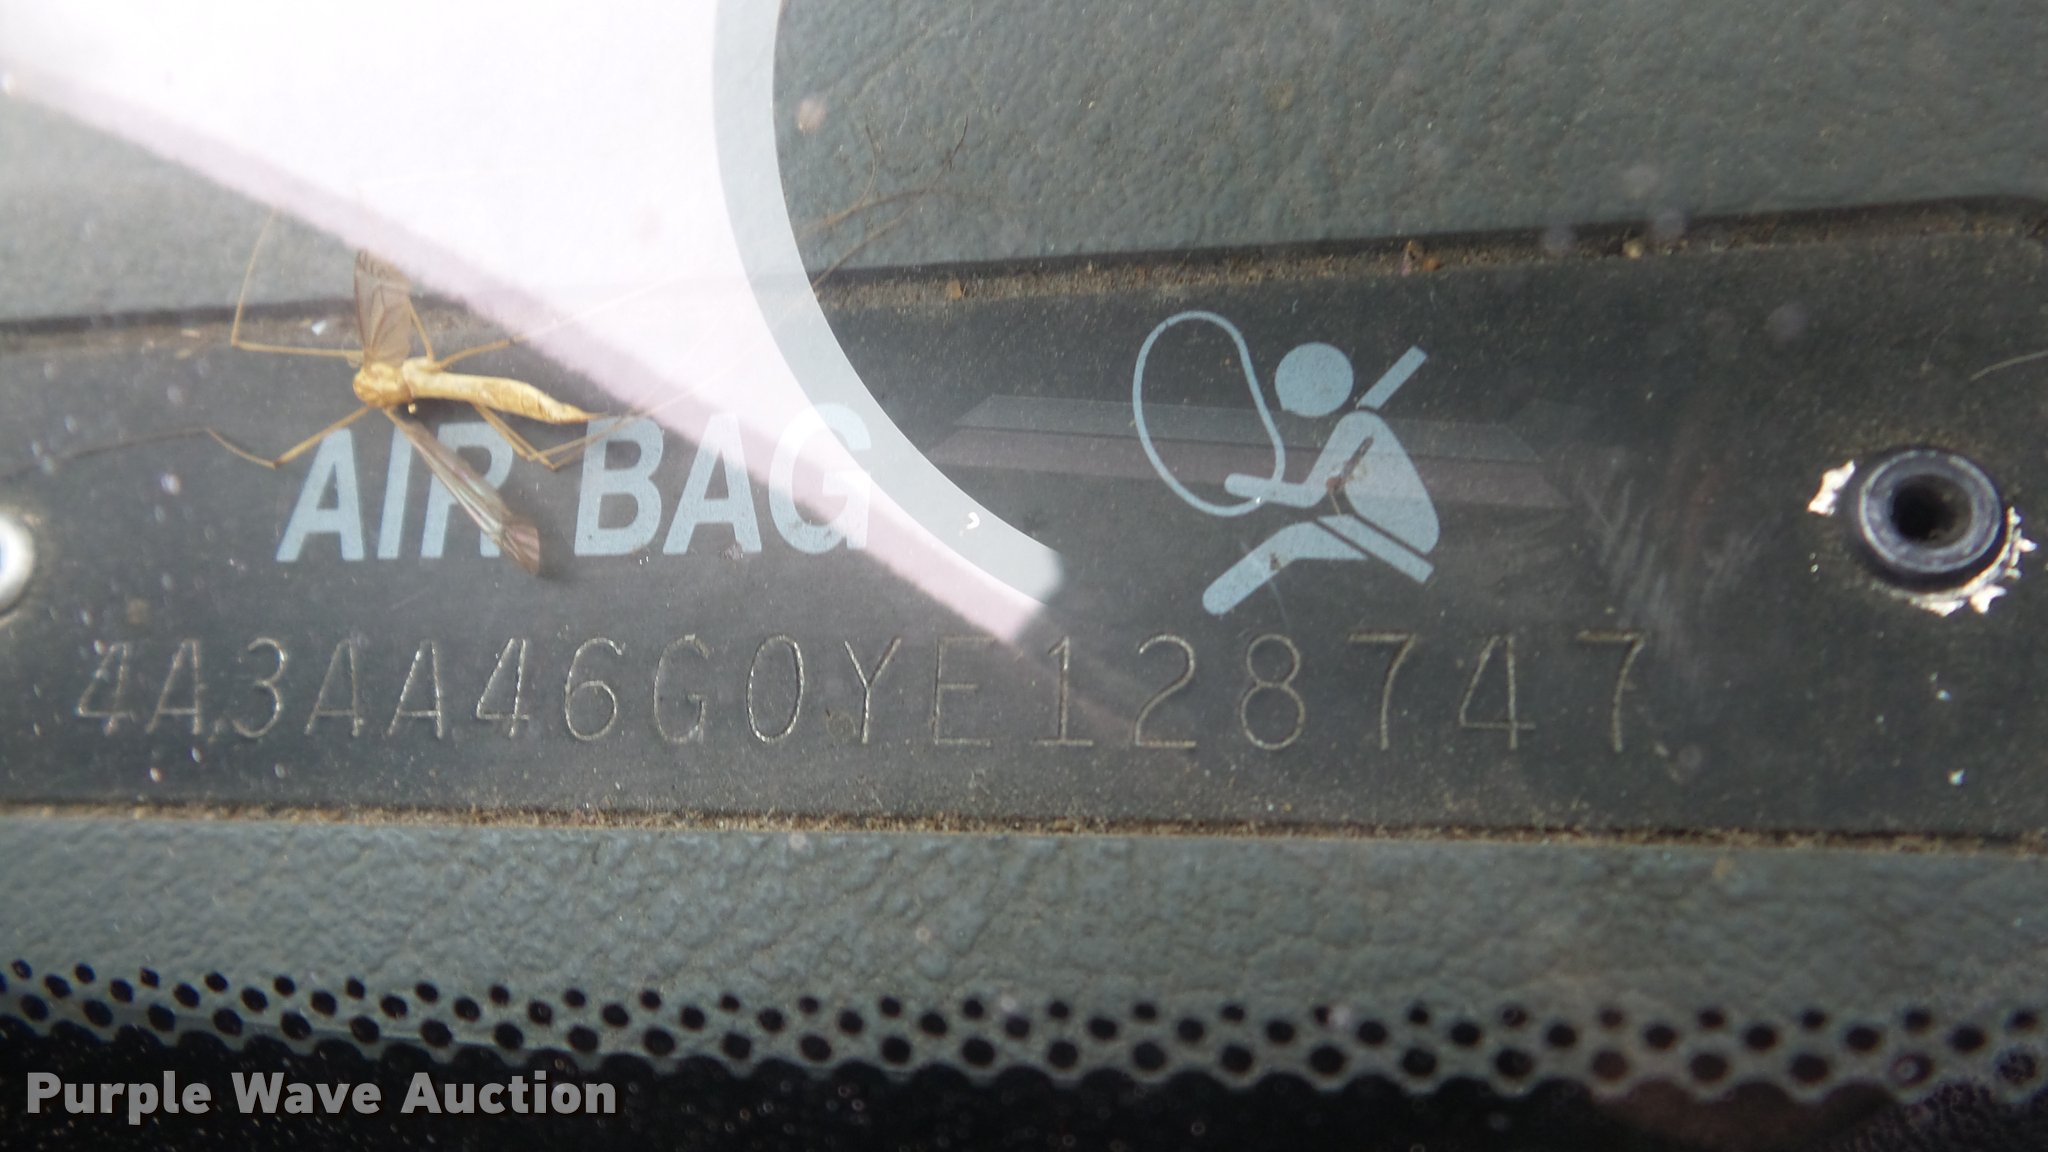 AIR BAG
4A3AA46G0YE128747
Purple Wave Auction